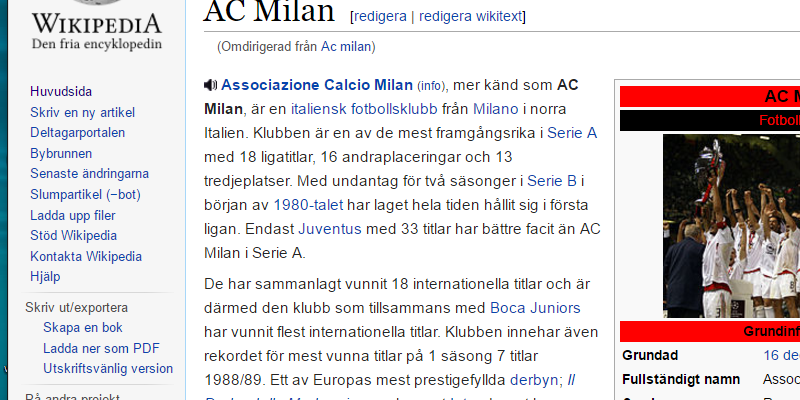 WIKIPEDIA
Den fria encyklopedin
Huvudsida
Skriv en ny artikel
Deltagarportalen
Bybrunnen
Senaste ändringarna
Slumpartikel (−bot)
Ladda upp filer
Stöd Wikipedia
Kontakta Wikipedia
Hjälp
Skriv ut/exportera
Skapa en bok
Ladda ner som PDF
Utskriftsvänlig version
På andra projekt
AC Milan [redigera | redigera wikitext]
(Omdirigerad från Ac milan)
Associazione Calcio Milan (info), mer känd som AC
Milan, är en italiensk fotbollsklubb från Milano i norra
Italien. Klubben är en av de mest framgångsrika i Serie A
med 18 ligatitlar, 16 andraplaceringar och 13
tredjeplatser. Med undantag för två säsonger i Serie B i
början av 1980-talet har laget hela tiden hållit sig i första
ligan. Endast Juventus med 33 titlar har bättre facit än AC
Milan i Serie A.
De har sammanlagt vunnit 18 internationella titlar och är
därmed den klubb som tillsammans med Boca Juniors
har vunnit flest internationella titlar. Klubben innehar även
rekordet för mest vunna titlar på 1 säsong 7 titlar
1988/89. Ett av Europas mest prestigefyllda derbyn; Il
AC M
Fotboll
Grundinf
Grundad 16 de
Fullständigt namn Assoc